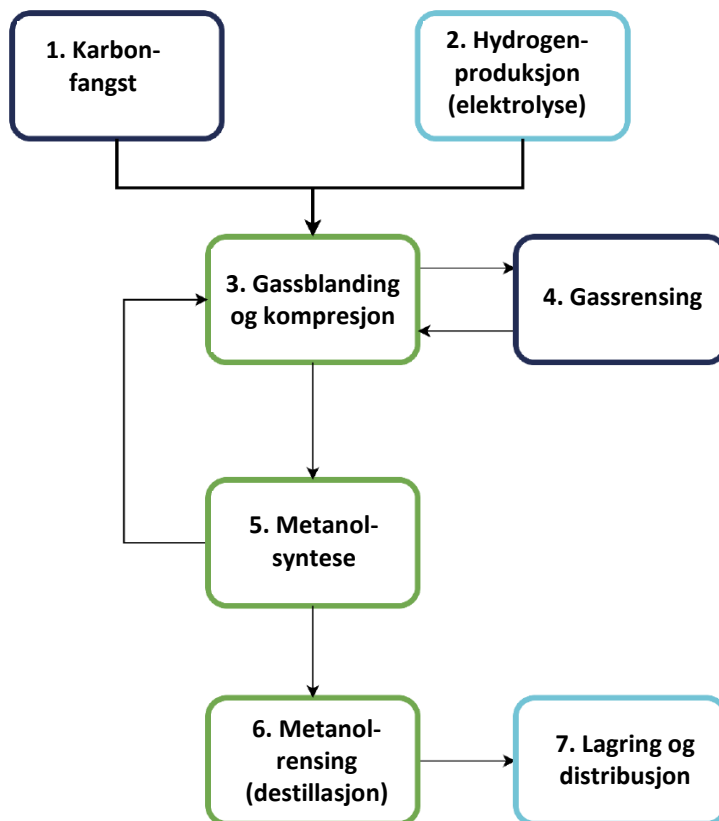 1. Karbon-
fangst
2. Hydrogen-
produksjon
(elektrolyse)
3. Gassblanding
og kompresjon
4. Gassrensing
5. Metanol-
syntese
6. Metanol-
rensing
(destillasjon)
7. Lagring og
distribusjon